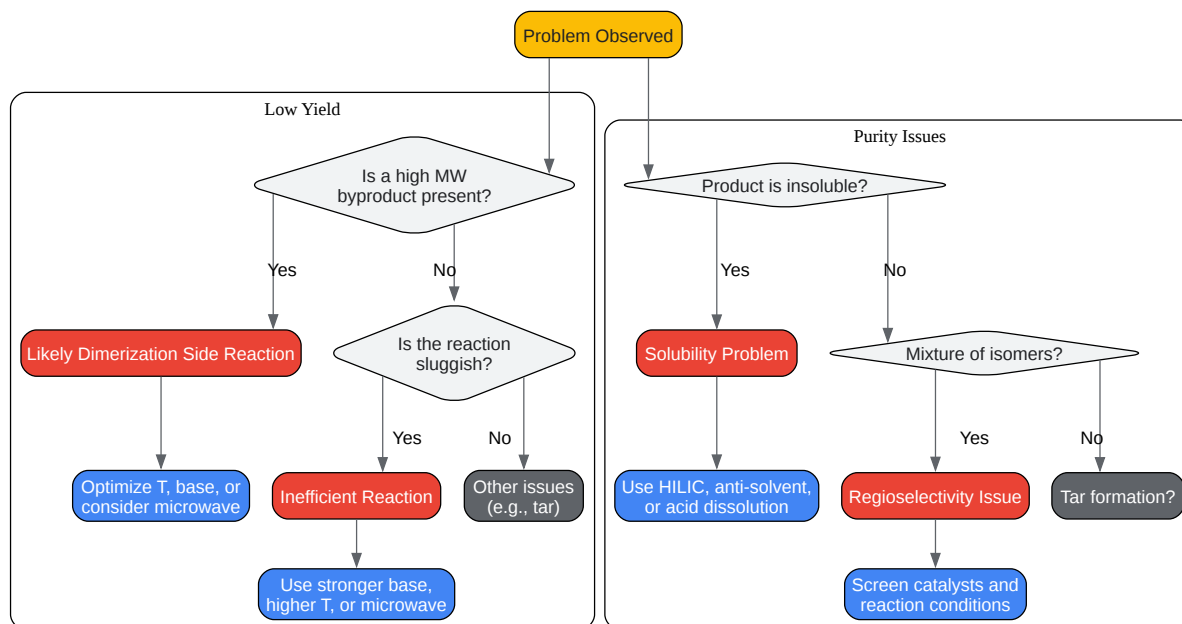 Problem Observed
Low Yield
Is a high MW
byproduct present?
Yes
No
Likely Dimerization Side Reaction
Is the reaction
sluggish?
Yes
No
Optimize T, base, or
consider microwave
Inefficient Reaction
Other issues
(e.g., tar)
Use stronger base,
higher T, or microwave
Purity Issues
Product is insoluble?
Yes
No
Solubility Problem
Mixture of isomers?
Yes
No
Use HILIC, anti-solvent,
or acid dissolution
Regioselectivity Issue
Tar formation?
Screen catalysts and
reaction conditions